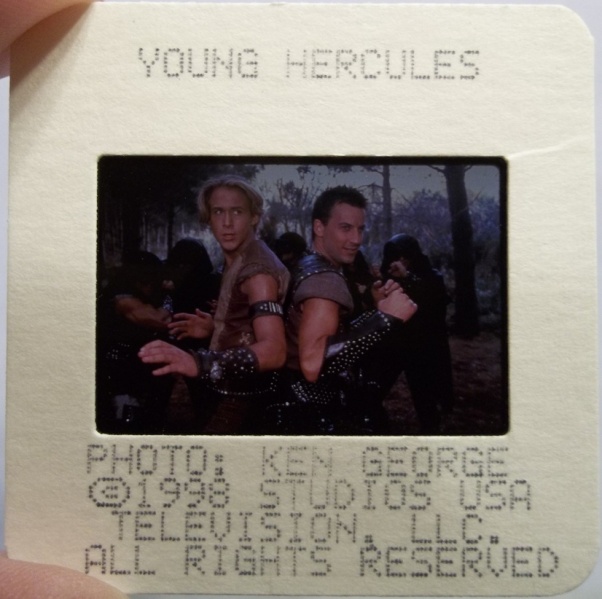 YOUNG HERCULES
PHOTO: KEN GEORGE
©1998 STUDIOS USA
TELEVISION, LLC.
ALL RIGHTS RESERVED